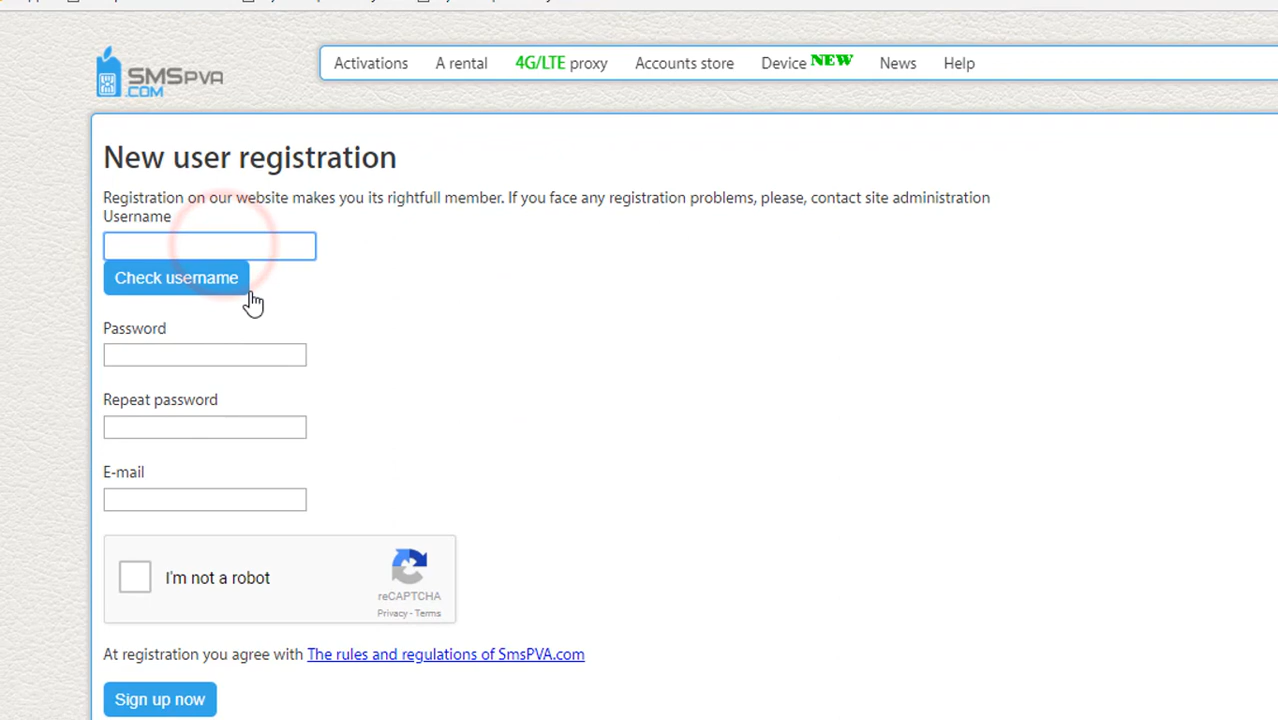 SMSPVA
.COM
Activations A rental 4G/LTE proxy Accounts store Device NEW News Help
New user registration
Registration on our website makes you its rightfull member. If you face any registration problems, please, contact site administration
Username
Check username
Password
Repeat password
E-mail
I'm not a robot
reCAPTCHA
Privacy - Terms
At registration you agree with The rules and regulations of SmsPVA.com
Sign up now